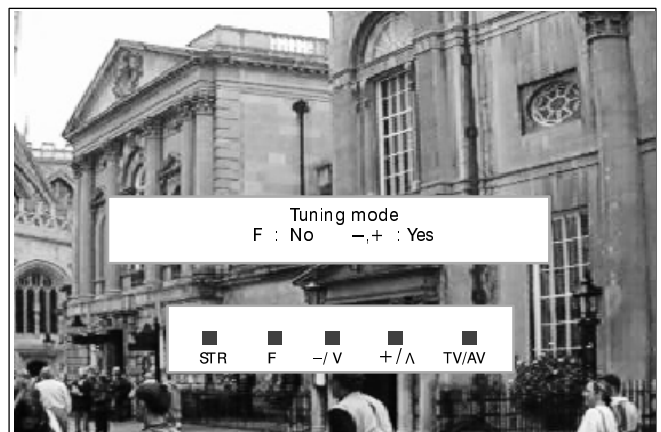 Tuning mode
F : No −,+ : Yes
STR F −/∨ +/∧ TV/AV